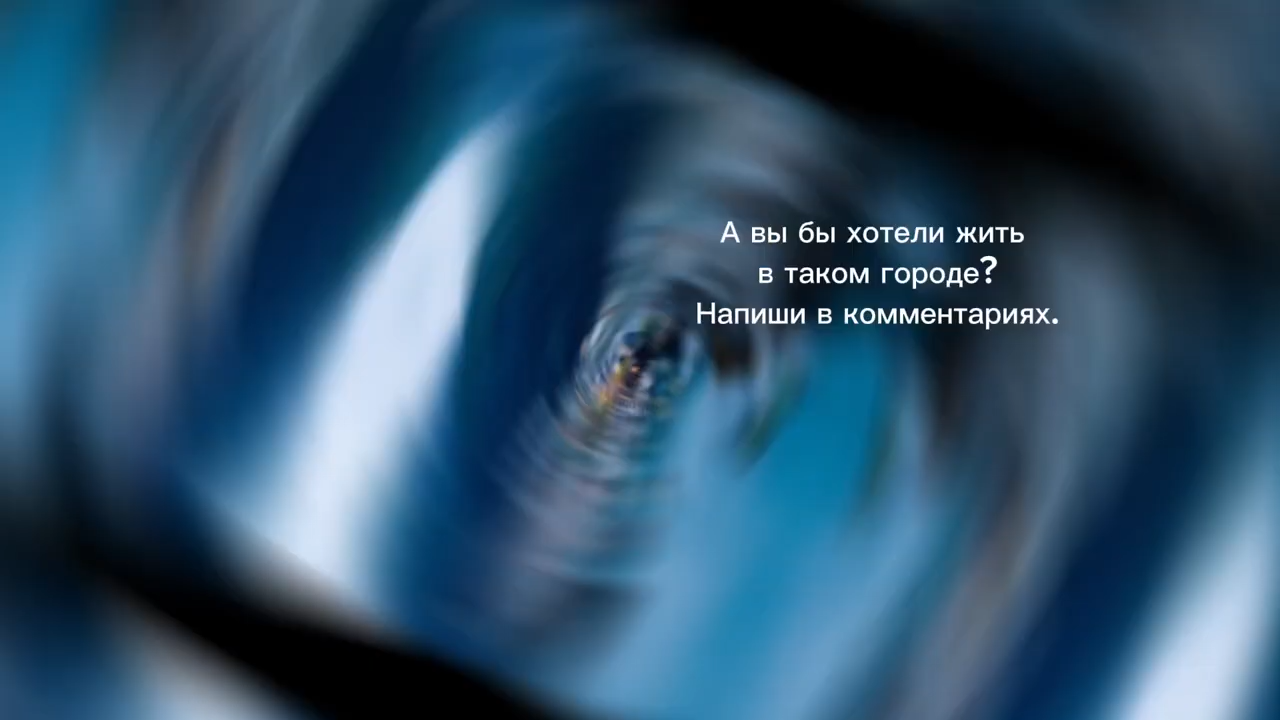 А вы бы хотели жить
в таком городе?
Напиши в комментариях.